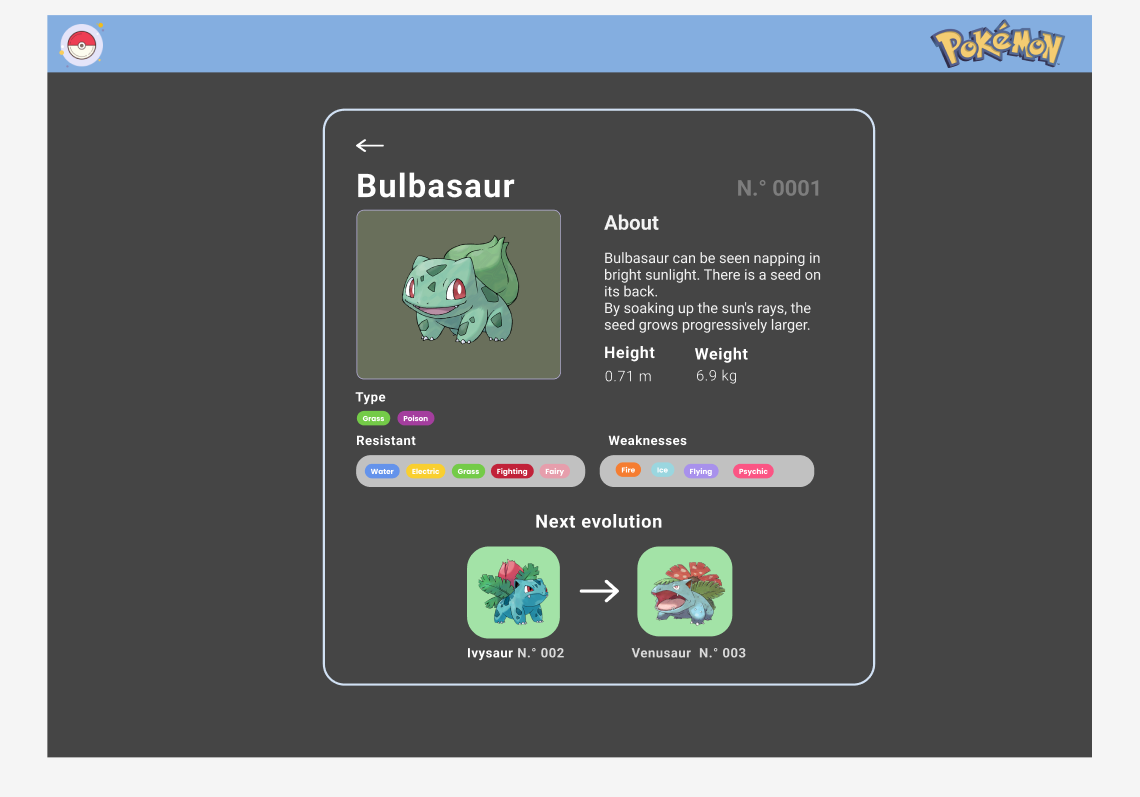 POKéMON
Bulbasaur
N.° 0001
About
Bulbasaur can be seen napping in
bright sunlight. There is a seed on
its back.
By soaking up the sun's rays, the
seed grows progressively larger.
Height
Weight
0.71 m
6.9 kg
Type
Grass
Poison
Resistant
Weaknesses
Water
Electric
Grass
Fighting
Fairy
Fire
Ice
Flying
Psychic
Next evolution
Ivysaur N.° 002
Venusaur N.° 003